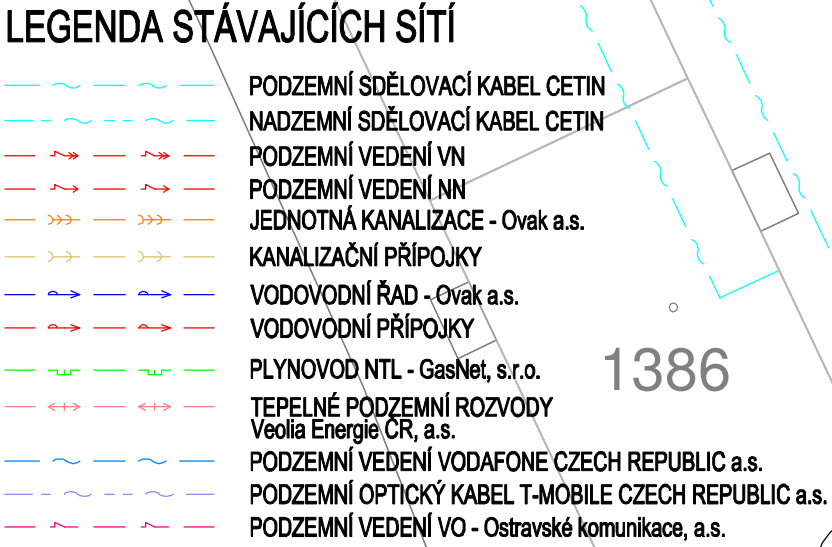 LEGENDA STÁVAJÍCÍCH SÍTÍ
PODZEMNÍ SDĚLOVACÍ KABEL CETIN
NADZEMNÍ SDĚLOVACÍ KABEL CETIN
PODZEMNÍ VEDENÍ VN
PODZEMNÍ VEDENÍ NN
JEDNOTNÁ KANALIZACE - Ovak a.s.
KANALIZAČNÍ PŘÍPOJKY
VODOVODNÍ ŘAD - Ovak a.s.
VODOVODNÍ PŘÍPOJKY
PLYNOVOD NTL - GasNet, s.r.o.
1386
TEPELNÉ PODZEMNÍ ROZVODY
Veolia Energie ČR, a.s.
PODZEMNÍ VEDENÍ VODAFONE CZECH REPUBLIC a.s.
PODZEMNÍ OPTICKÝ KABEL T-MOBILE CZECH REPUBLIC a.s.
PODZEMNÍ VEDENÍ VO - Ostravské komunikace, a.s.